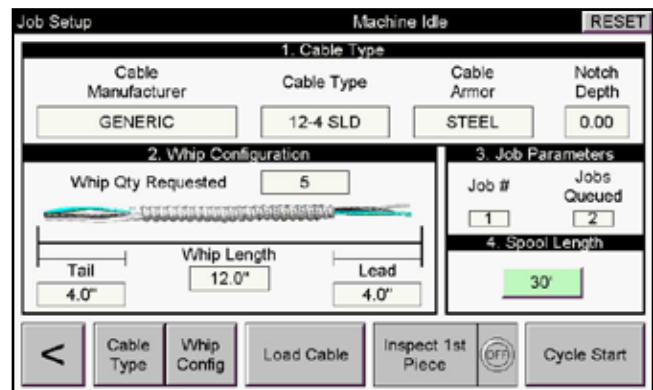 Job Setup Machine Idle RESET
1. Cable Type
Cable Manufacturer Cable Type Cable Armor Notch Depth
GENERIC 12-4 SLD STEEL 0.00
2. Whip Configuration 3. Job Parameters
Whip Qty Requested 5 Job # Jobs Queued
1 2
4. Spool Length
Whip Length
Tail 12.0" Lead 30'
4.0" 4.0"
< Cable Type Whip Config Load Cable Inspect 1st Piece OFF Cycle Start